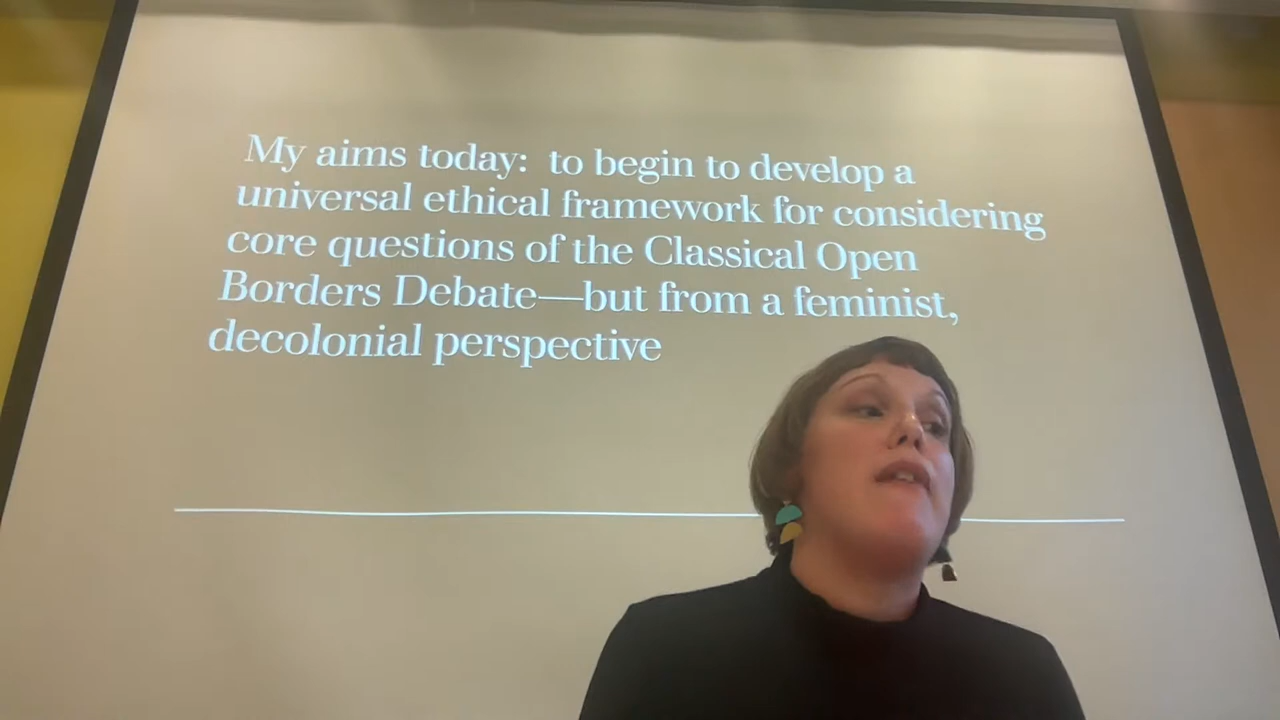 My aims today: to begin to develop a
universal ethical framework for considering
core questions of the Classical Open
Borders Debate—but from a feminist,
decolonial perspective